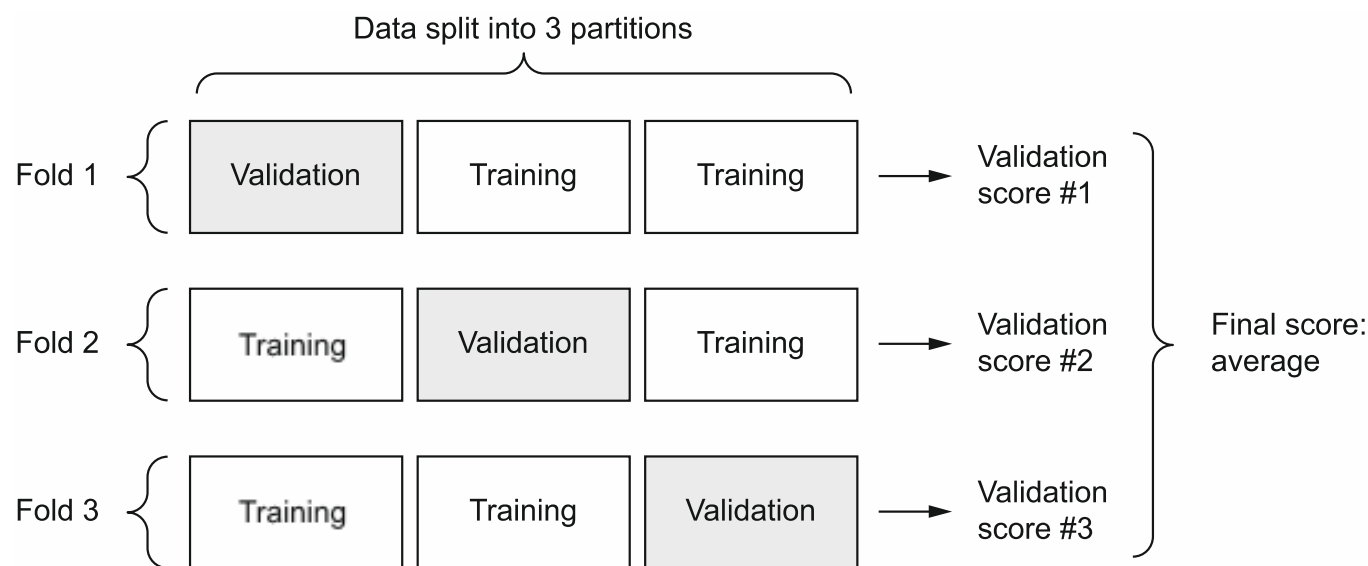 Data split into 3 partitions
Fold 1
Validation
Training
Training
Validation
score #1
Fold 2
Training
Validation
Training
Validation
score #2
Final score:
average
Fold 3
Training
Training
Validation
Validation
score #3